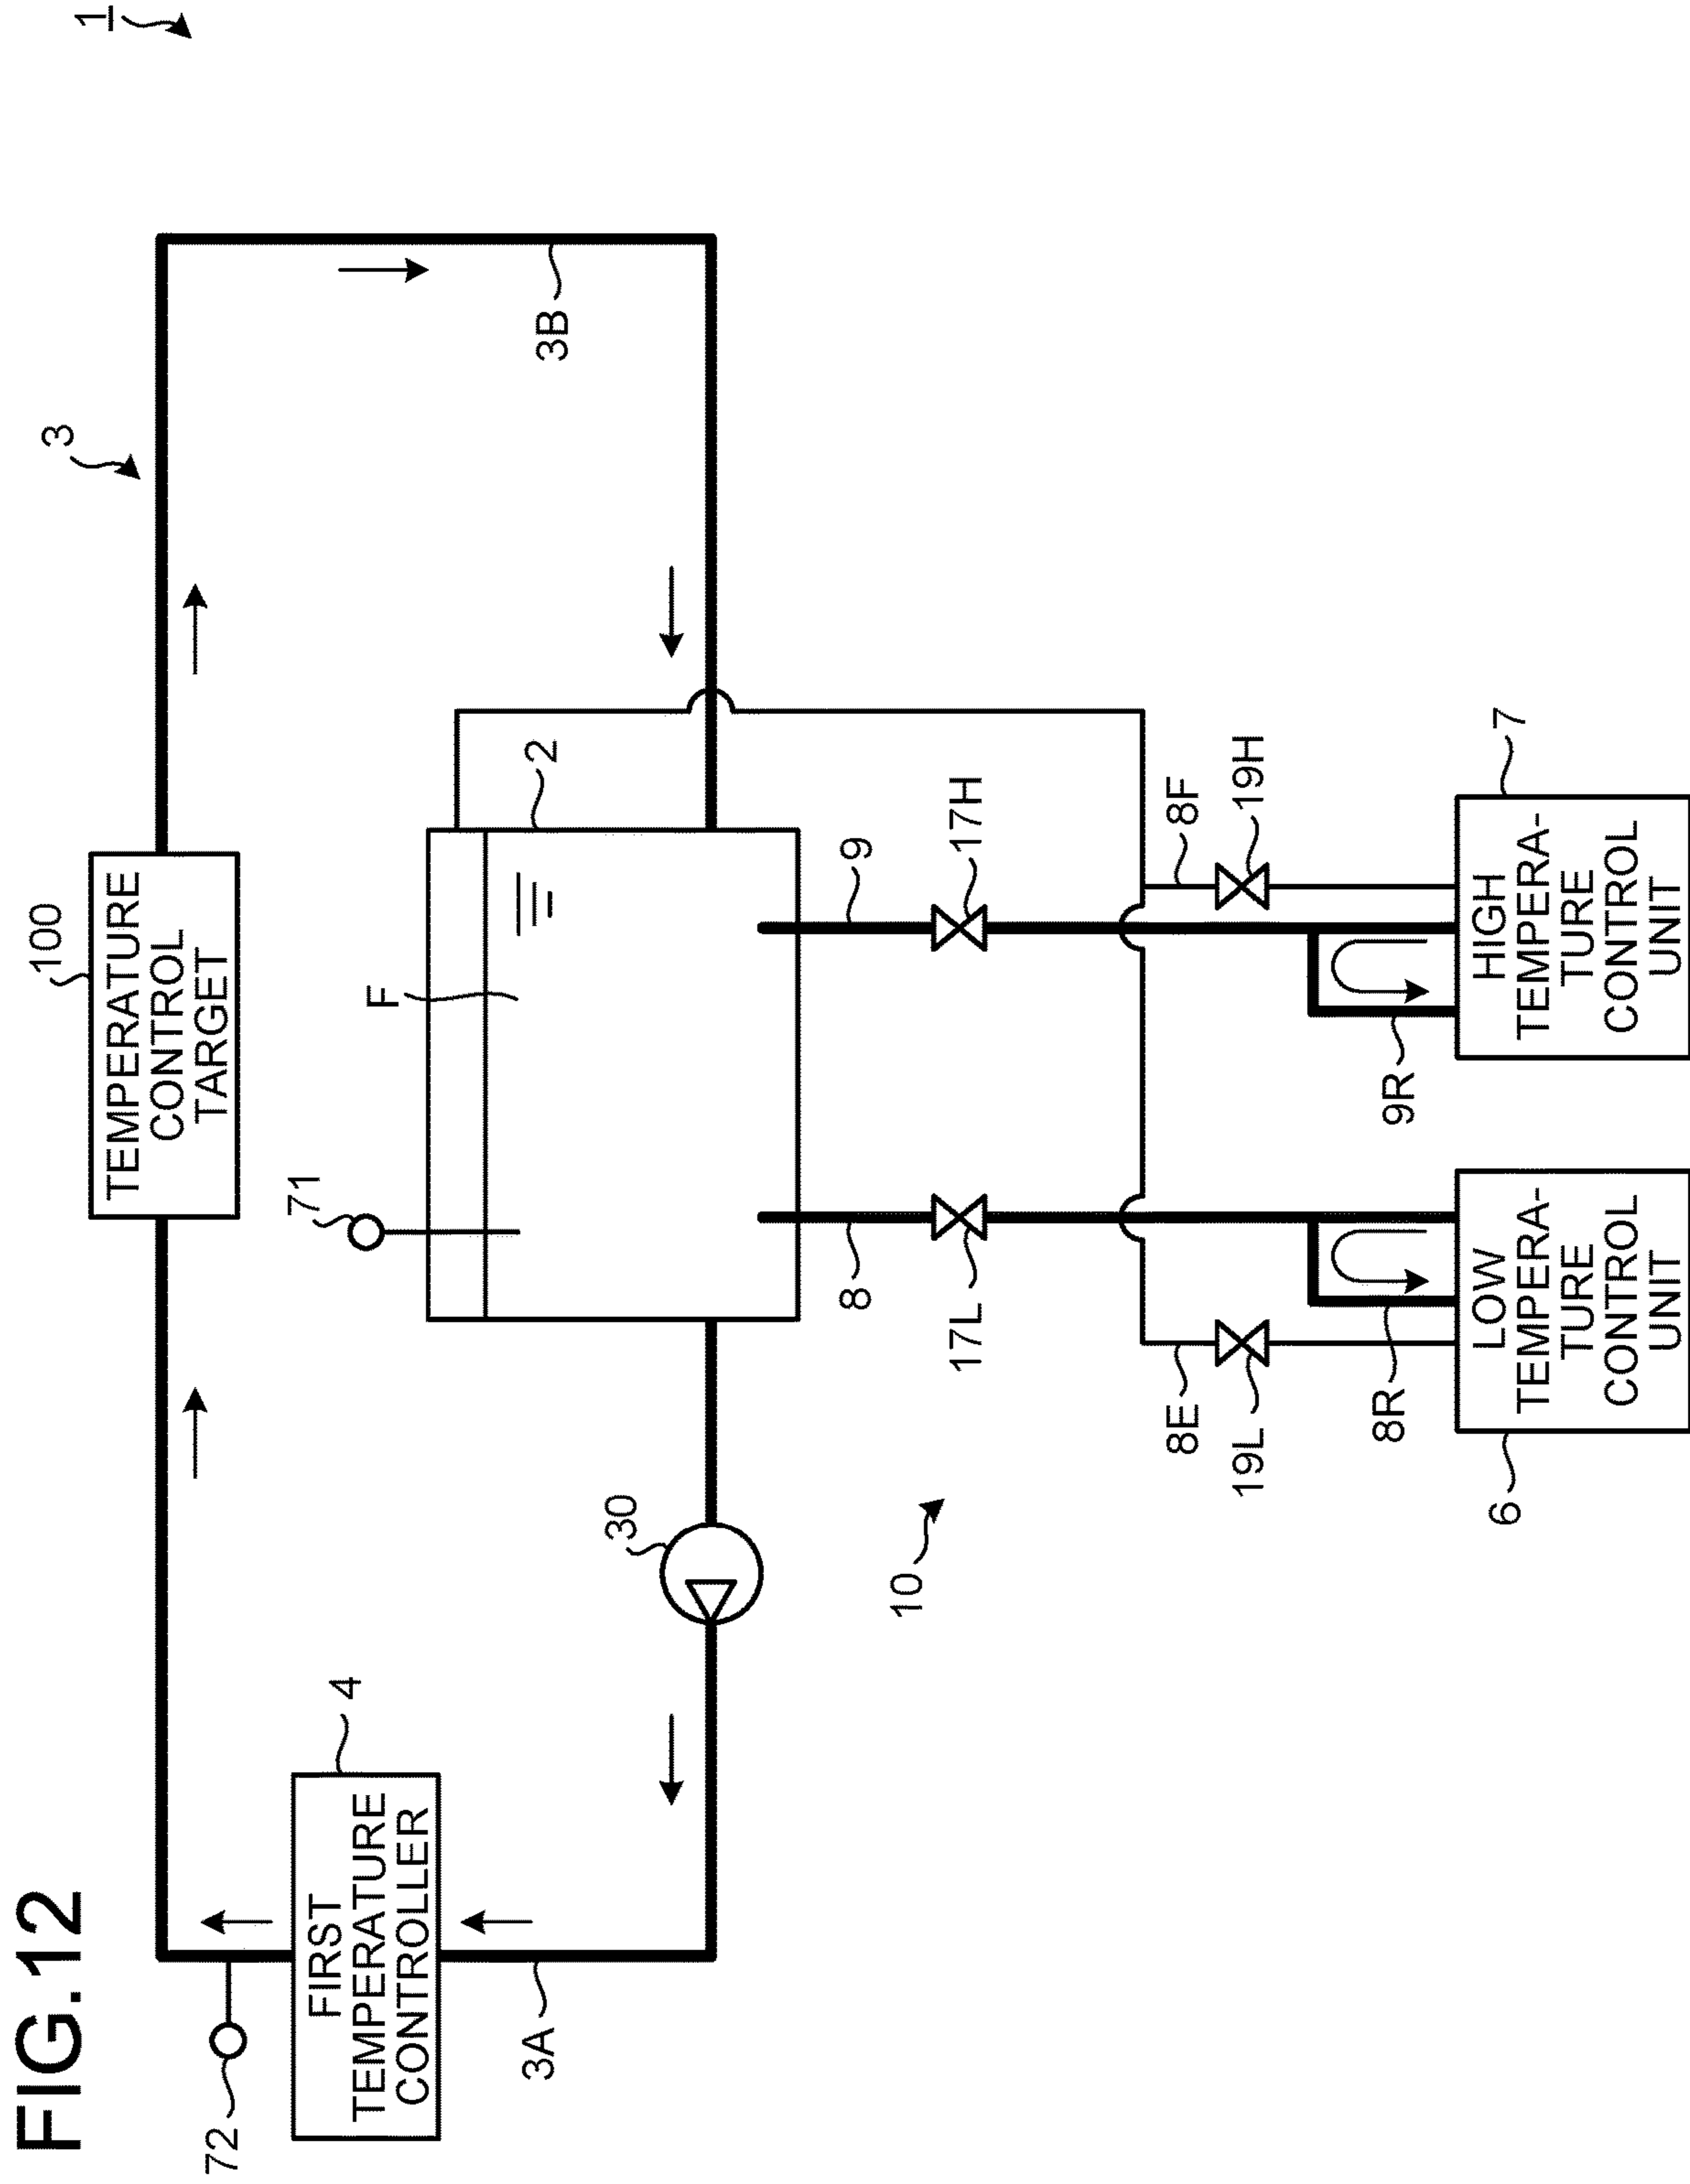 FIG.12
1
3
100
TEMPERATURE
CONTROL
TARGET
72
FIRST
TEMPERATURE
CONTROLLER
4
71
F
2
3B
3A
30
8
9
10
17L
17H
8E
8F
19L
19H
8R
9R
6
LOW
TEMPERA-
TURE
CONTROL
UNIT
7
HIGH
TEMPERA-
TURE
CONTROL
UNIT